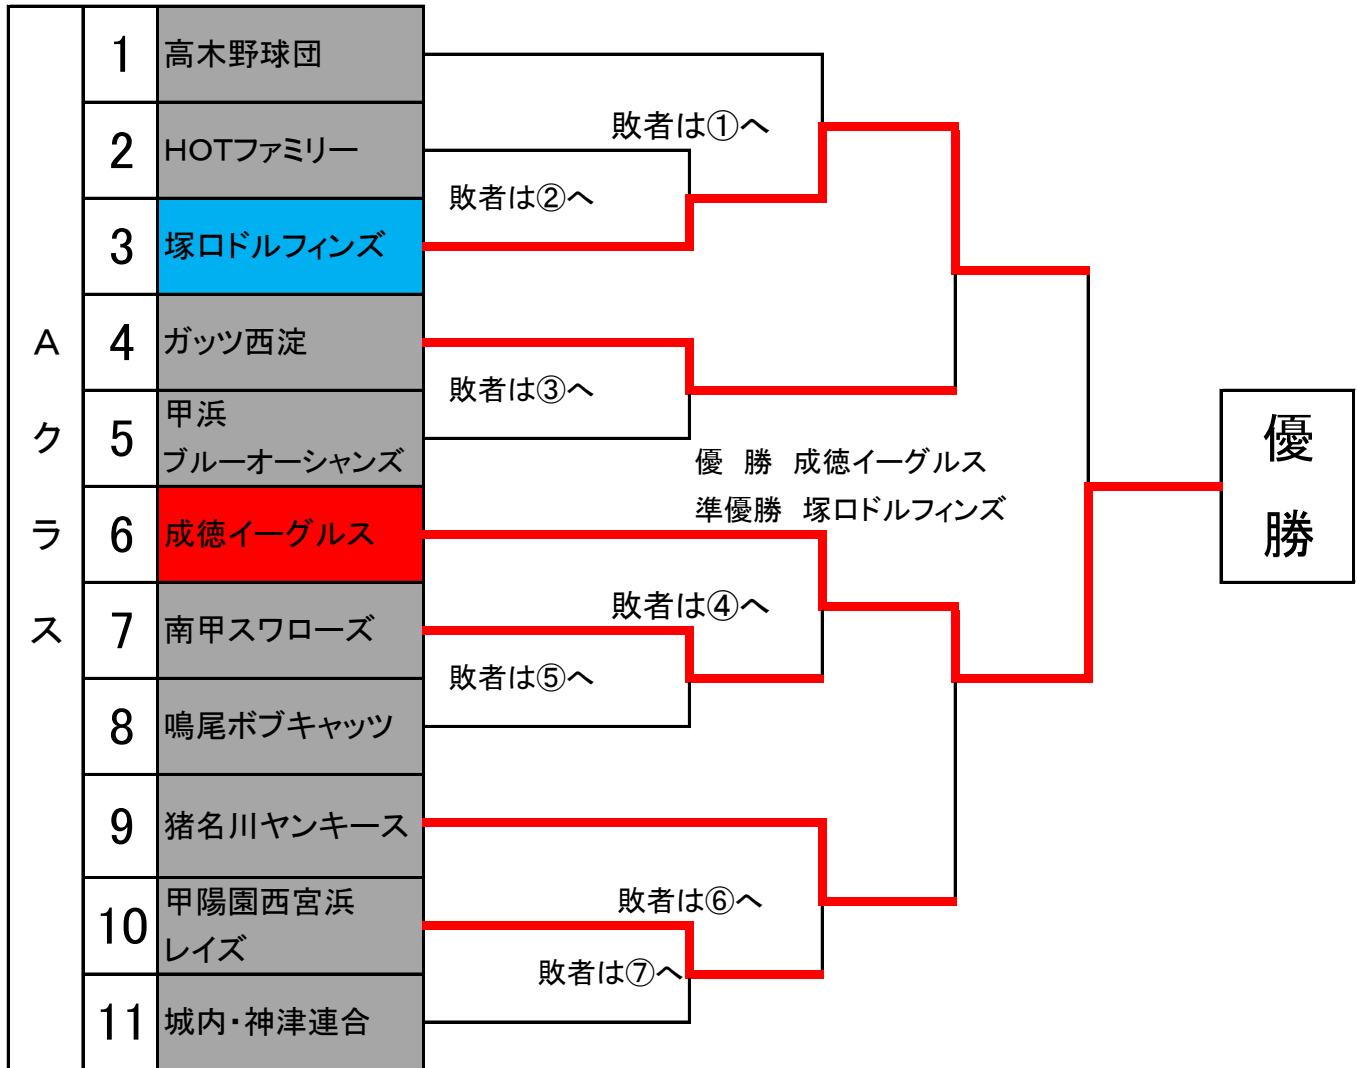 Aクラス
1 高木野球団
2 HOTファミリー
3 塚口ドルフィンズ
4 ガッツ西淀
5 甲浜
ブルーオーシャンズ
6 成徳イーグルス
7 南甲スワローズ
8 鳴尾ボブキャッツ
9 猪名川ヤンキース
10 甲陽園西宮浜
レイズ
11 城内・神津連合
敗者は①へ
敗者は②へ
敗者は③へ
優 勝 成徳イーグルス
準優勝 塚口ドルフィンズ
敗者は④へ
敗者は⑤へ
敗者は⑥へ
敗者は⑦へ
優
勝